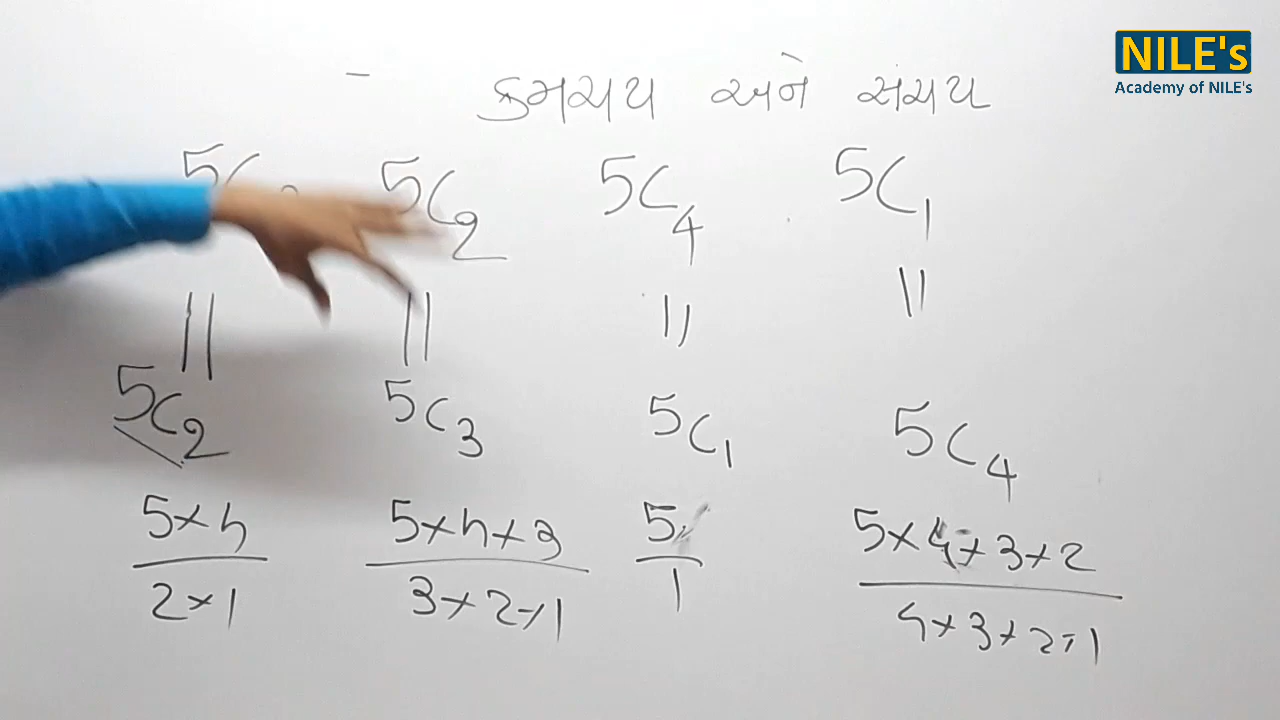 NILE's
Academy of NILE's
ક્રમચય અને સંચય
5C 5C2 5C4 5C1
|| || || ||
5C2 5C3 5C1 5C4
5×4 5×4×3 5 5×4×3×2
2×1 3×2×1 1 4×3×2×1